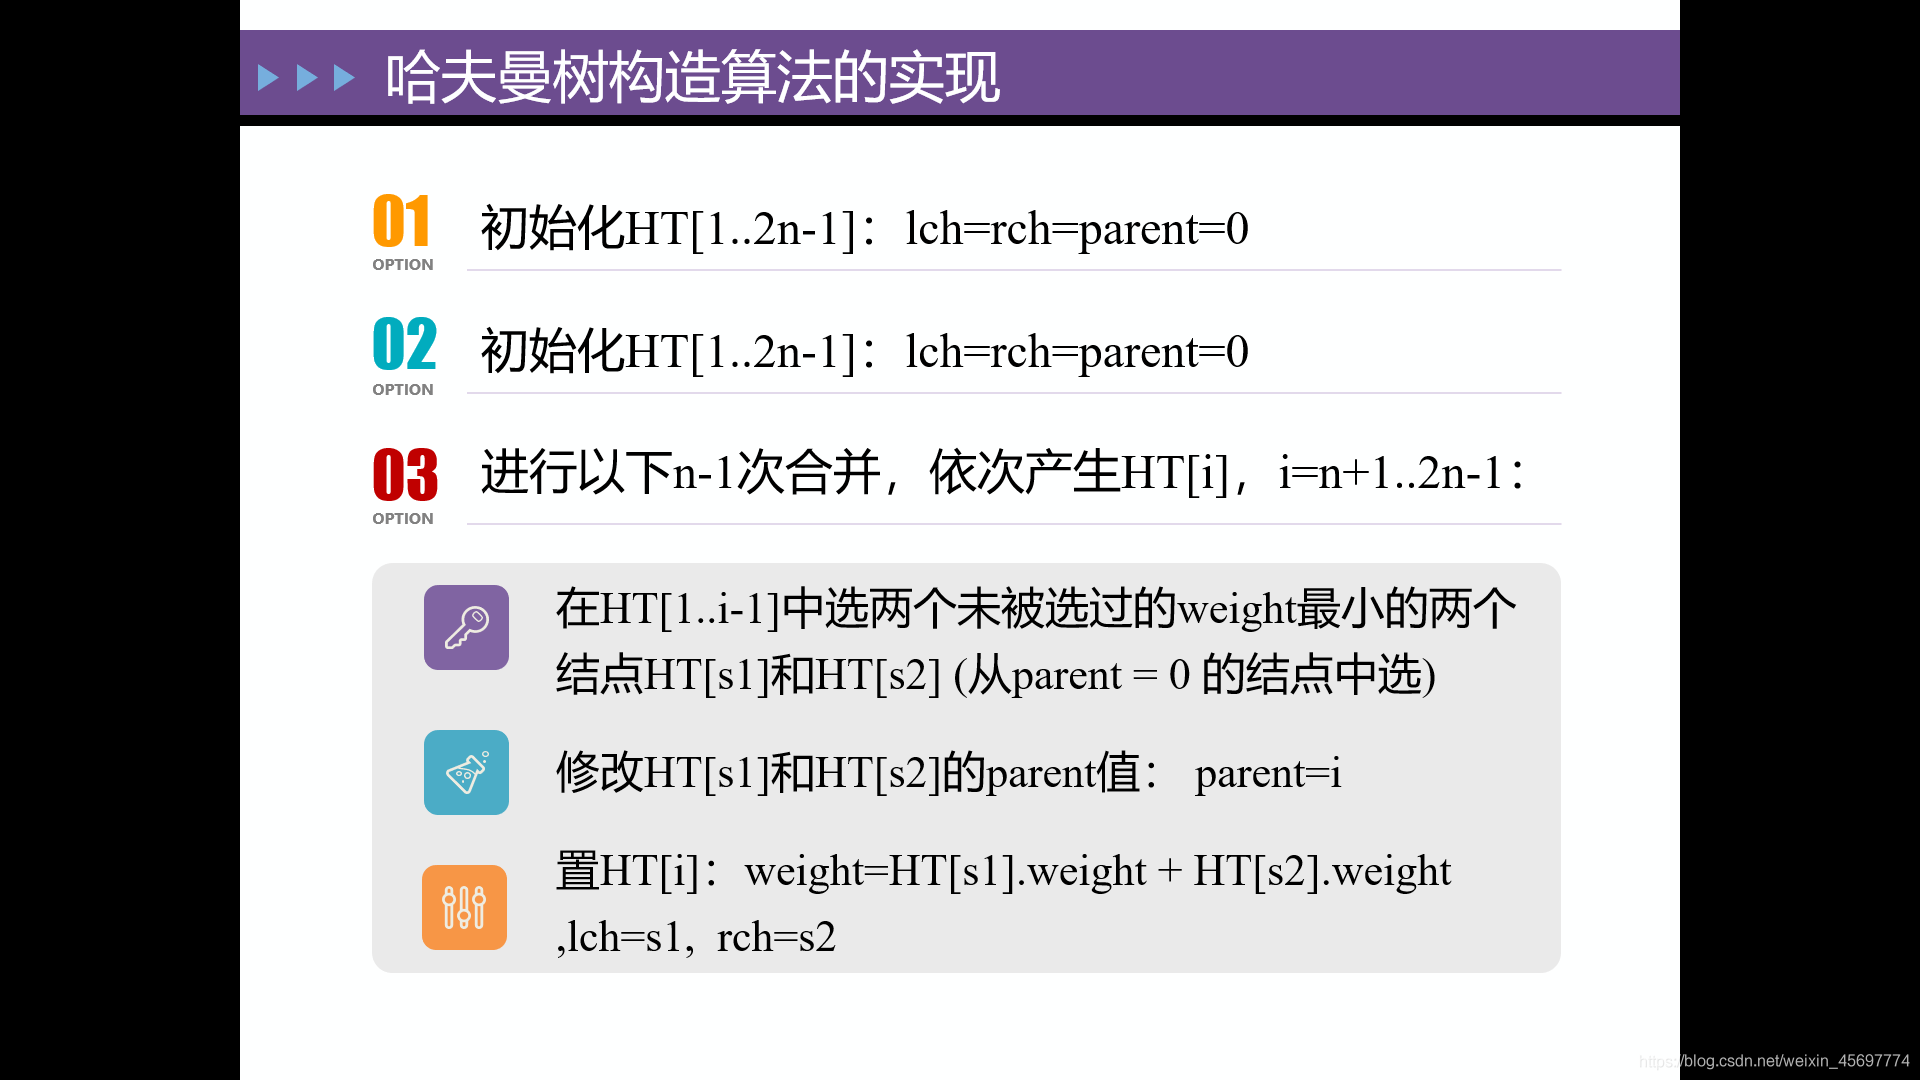 哈夫曼树构造算法的实现
01
OPTION
初始化HT[1..2n-1]：lch=rch=parent=0
02
OPTION
初始化HT[1..2n-1]：lch=rch=parent=0
03
OPTION
进行以下n-1次合并，依次产生HT[i]，i=n+1..2n-1：
在HT[1..i-1]中选两个未被选过的weight最小的两个
结点HT[s1]和HT[s2] (从parent = 0 的结点中选)
修改HT[s1]和HT[s2]的parent值： parent=i
置HT[i]：weight=HT[s1].weight + HT[s2].weight
,lch=s1, rch=s2
https://blog.csdn.net/weixin_45697774